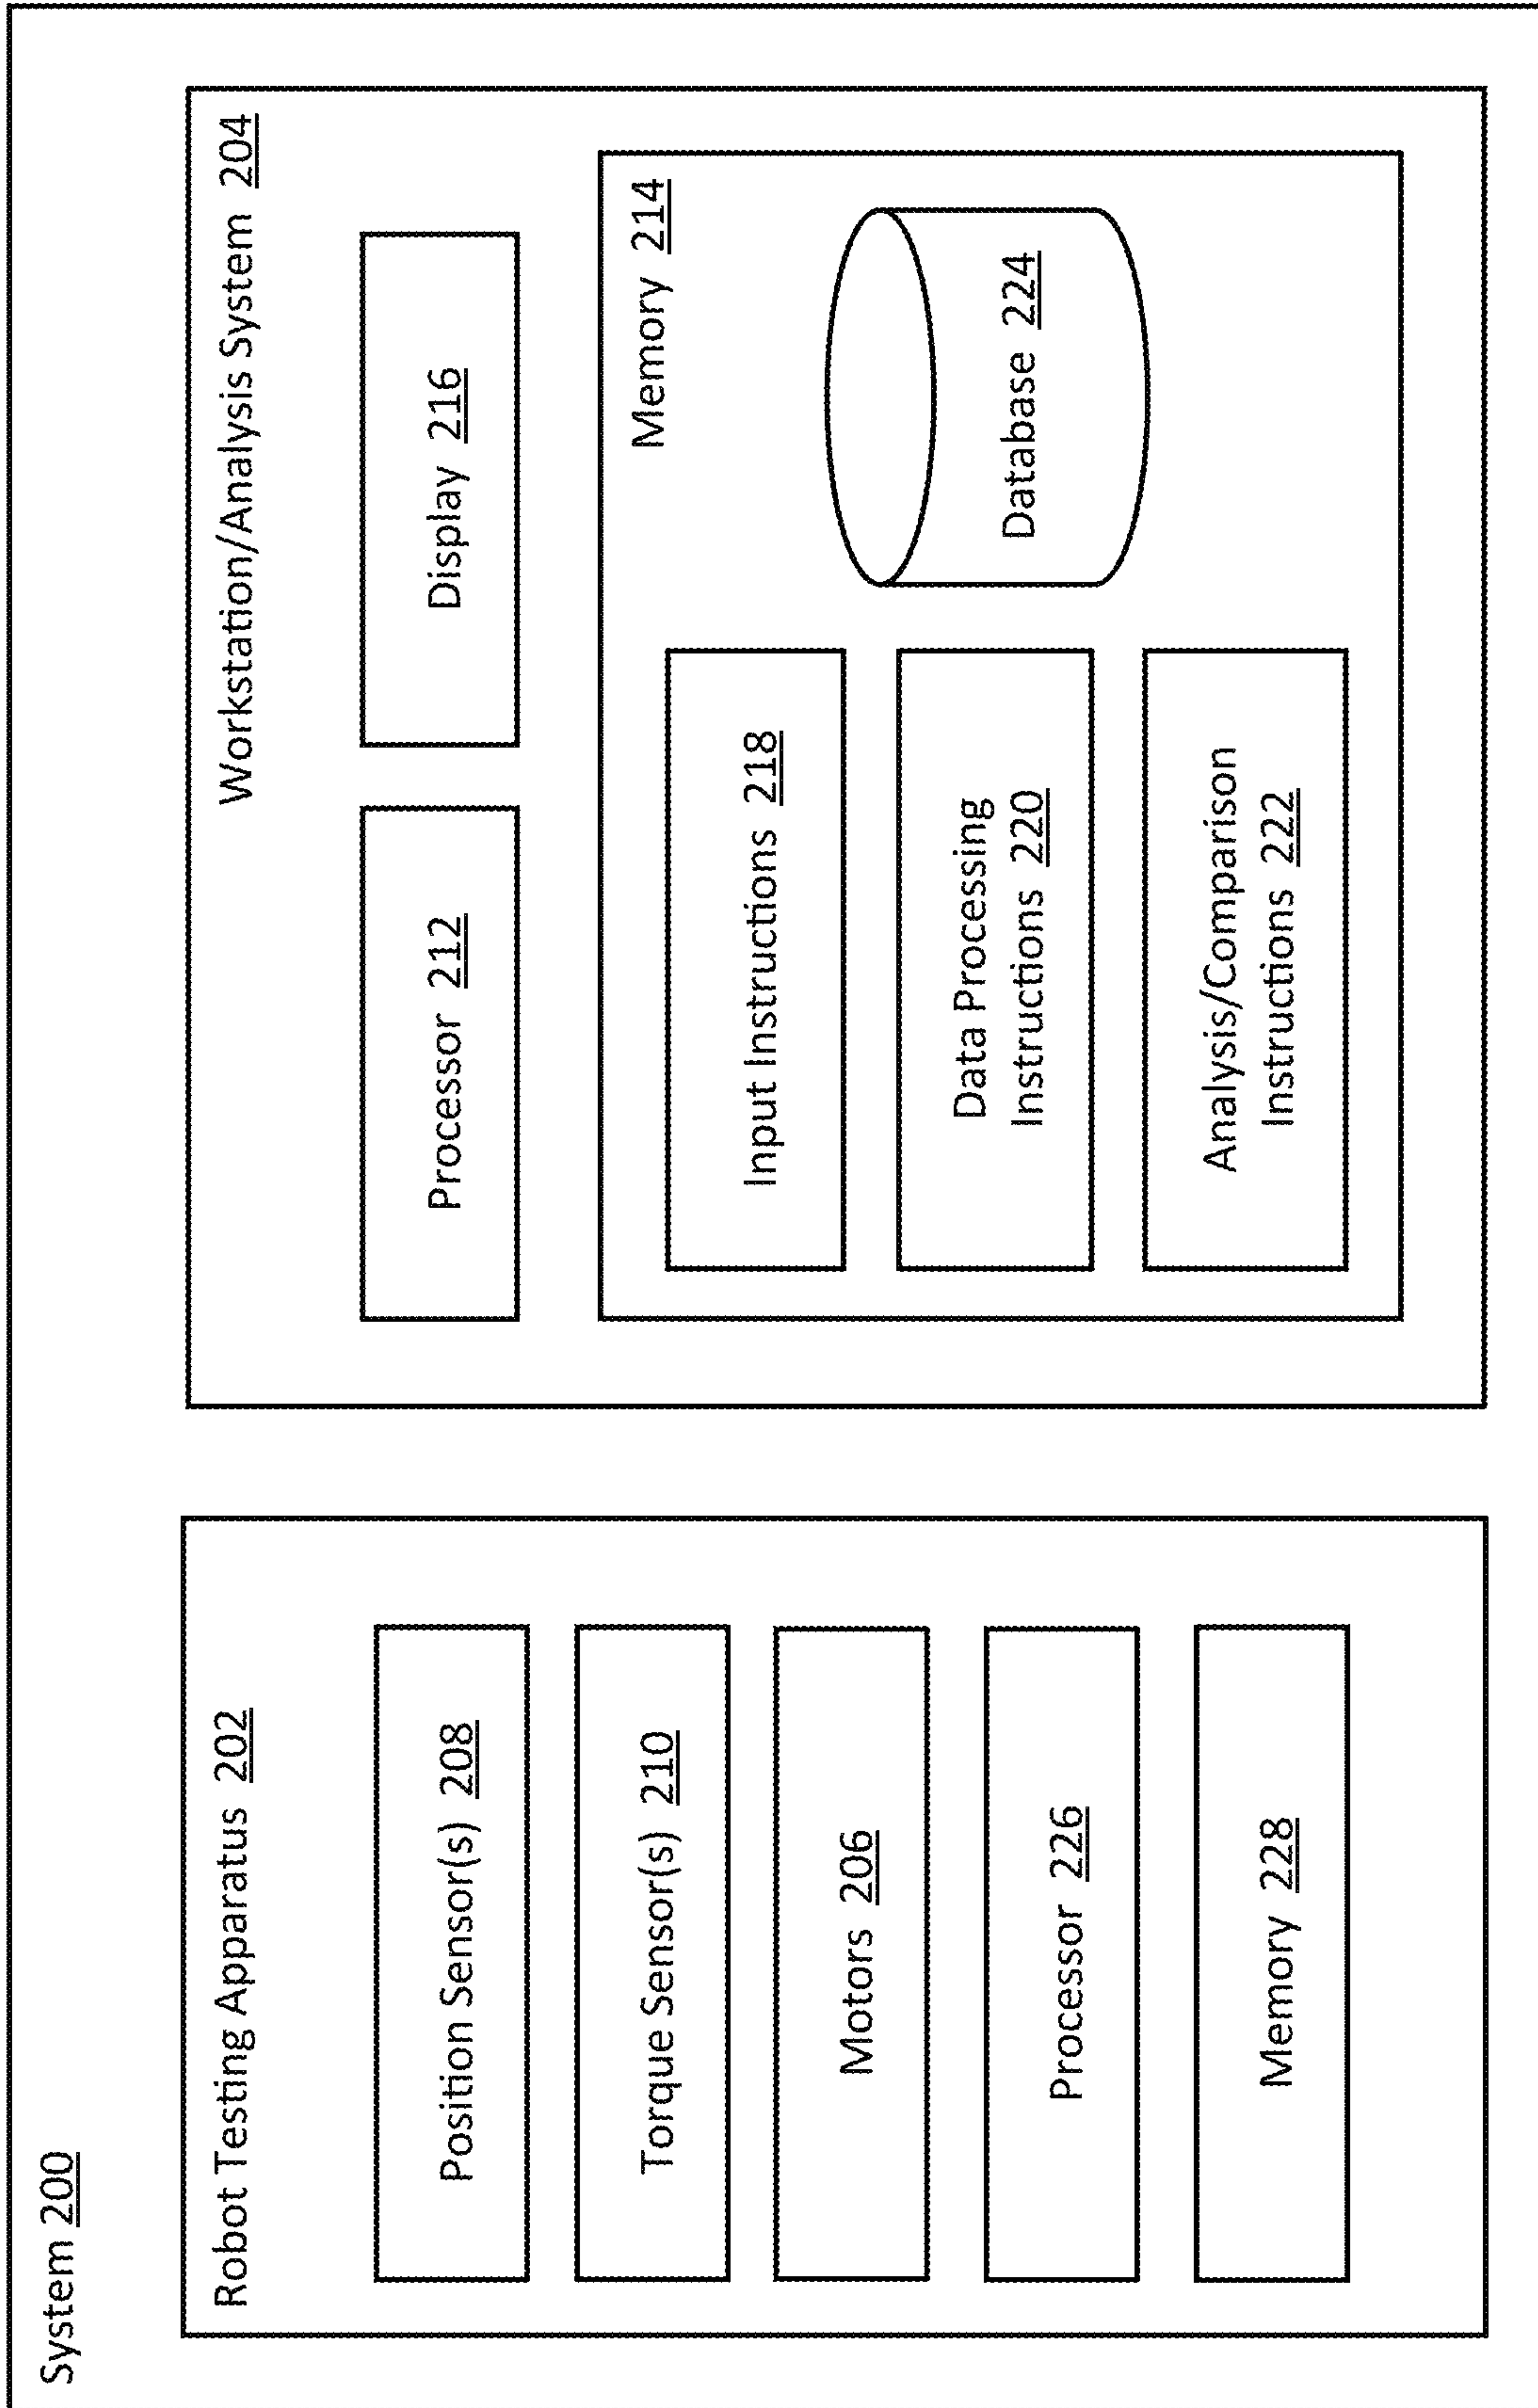 System 200
Robot Testing Apparatus 202
Position Sensor(s) 208
Torque Sensor(s) 210
Motors 206
Processor 226
Memory 228
Workstation/Analysis System 204
Processor 212
Display 216
Memory 214
Input Instructions 218
Data Processing
Instructions 220
Analysis/Comparison
Instructions 222
Database 224